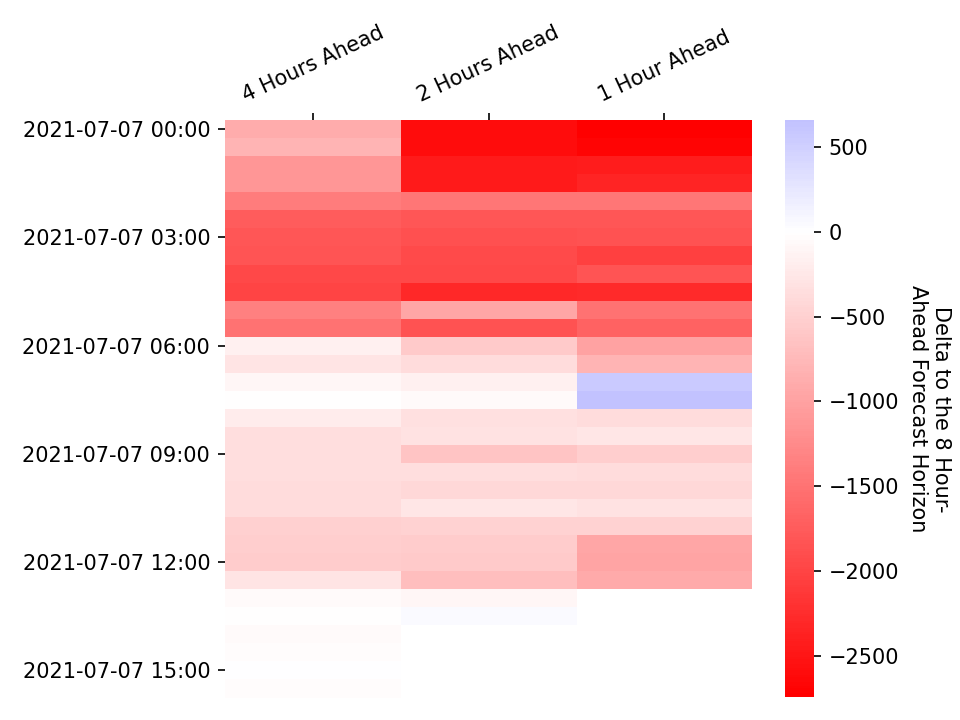 4 Hours Ahead
2 Hours Ahead
1 Hour Ahead
2021-07-07 00:00
2021-07-07 03:00
2021-07-07 06:00
2021-07-07 09:00
2021-07-07 12:00
2021-07-07 15:00
500
0
−500
−1000
−1500
−2000
−2500
Delta to the 8 Hour-
Ahead Forecast Horizon